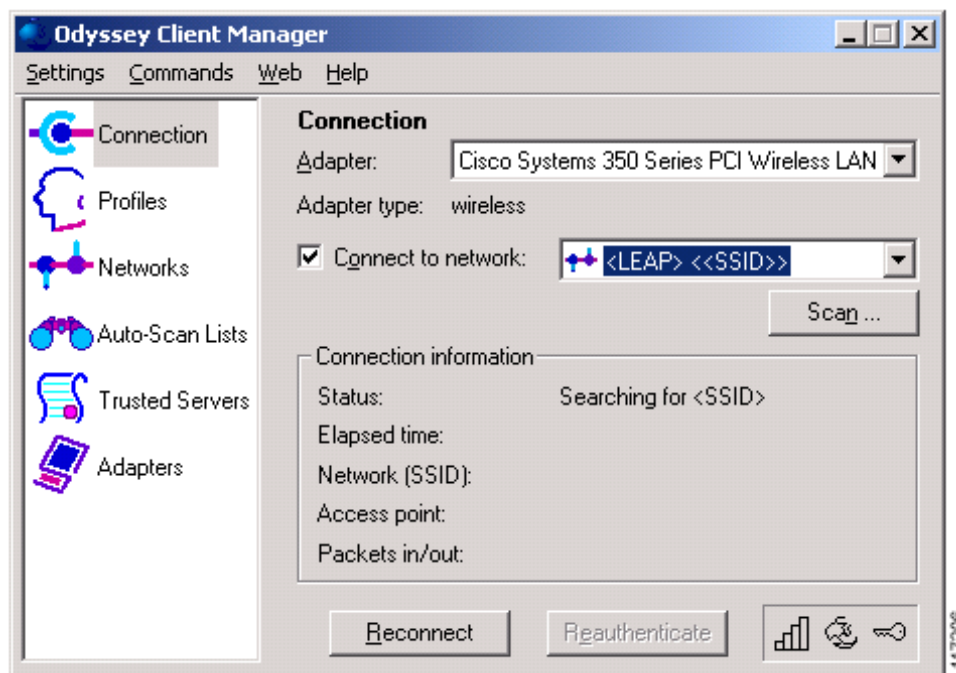 Odyssey Client Manager
Settings Commands Web Help
Connection
Profiles
Networks
Auto-Scan Lists
Trusted Servers
Adapters
Connection
Adapter: Cisco Systems 350 Series PCI Wireless LAN
Adapter type: wireless
Connect to network: <LEAP> <<SSID>>
Scan ...
Connection information
Status: Searching for <SSID>
Elapsed time:
Network (SSID):
Access point:
Packets in/out:
Reconnect Reauthenticate